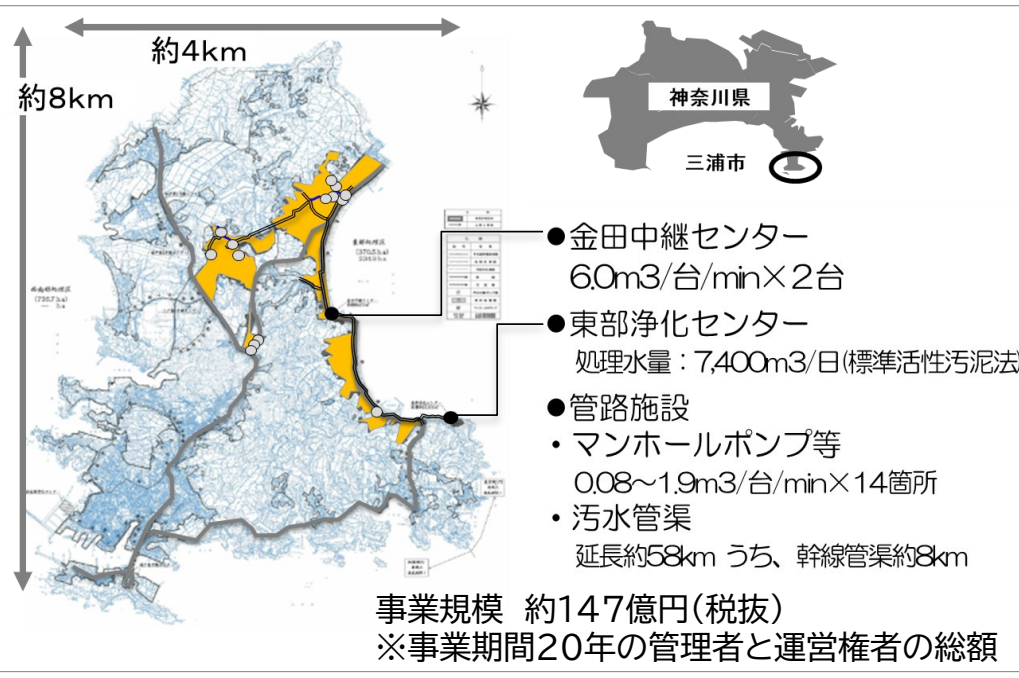 約4km
約8km
神奈川県
三浦市
東部処理区
●金田中継センター
6.0m3/台/min×2台
●東部浄化センター
処理水量：7,400m3/日(標準活性汚泥法)
●管路施設
・マンホールポンプ等
0.08～1.9m3/台/min×14箇所
・汚水管渠
延長約58km うち、幹線管渠約8km
事業規模 約147億円(税抜)
※事業期間20年の管理者と運営権者の総額